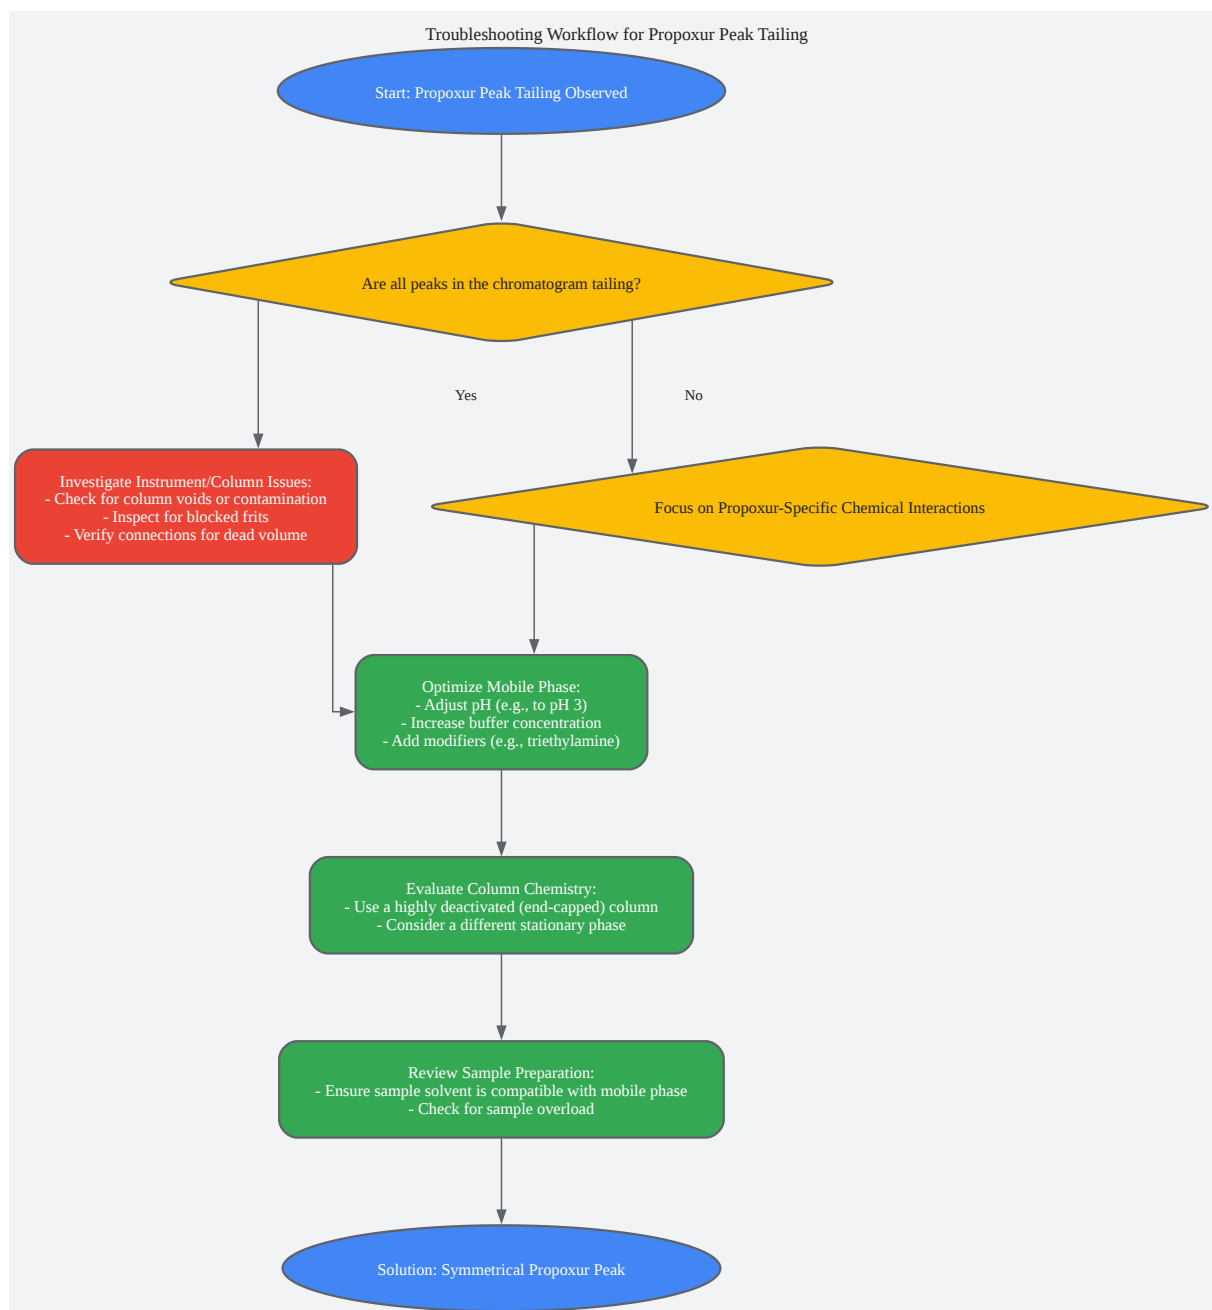 Troubleshooting Workflow for Propoxur Peak Tailing
Start: Propoxur Peak Tailing Observed
Are all peaks in the chromatogram tailing?
Yes
No
Investigate Instrument/Column Issues:
- Check for column voids or contamination
- Inspect for blocked frits
- Verify connections for dead volume
Focus on Propoxur-Specific Chemical Interactions
Optimize Mobile Phase:
- Adjust pH (e.g., to pH 3)
- Increase buffer concentration
- Add modifiers (e.g., triethylamine)
Evaluate Column Chemistry:
- Use a highly deactivated (end-capped) column
- Consider a different stationary phase
Review Sample Preparation:
- Ensure sample solvent is compatible with mobile phase
- Check for sample overload
Solution: Symmetrical Propoxur Peak